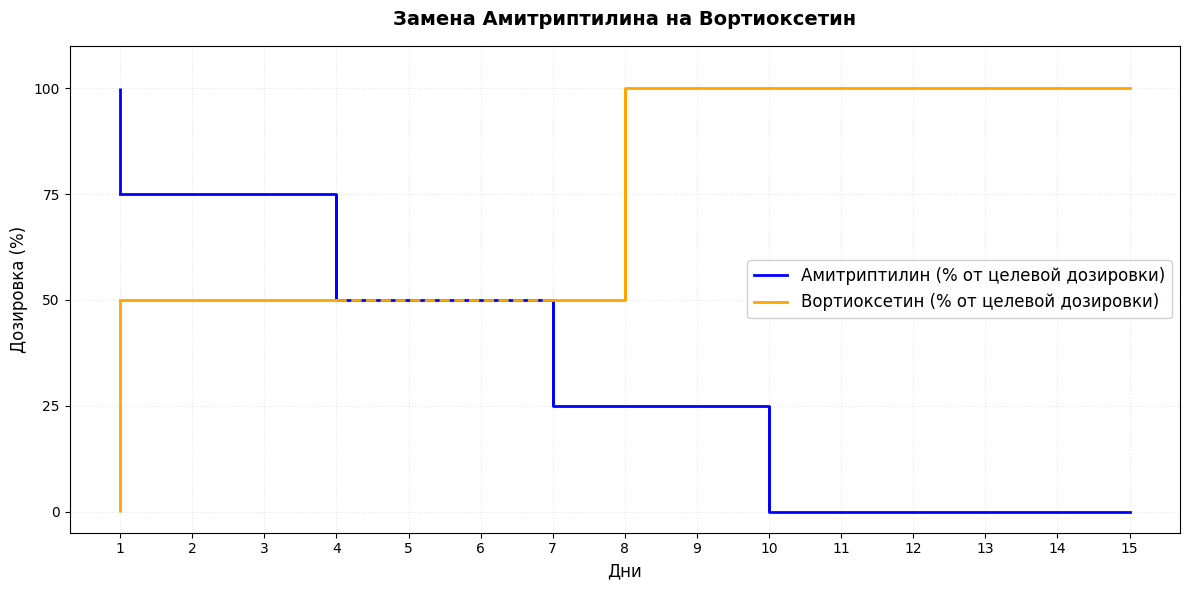 Замена Амитриптилина на Вортиоксетин
Дозировка (%)
100
75
50
25
0
Амитриптилин (% от целевой дозировки)
Вортиоксетин (% от целевой дозировки)
1 2 3 4 5 6 7 8 9 10 11 12 13 14 15
Дни